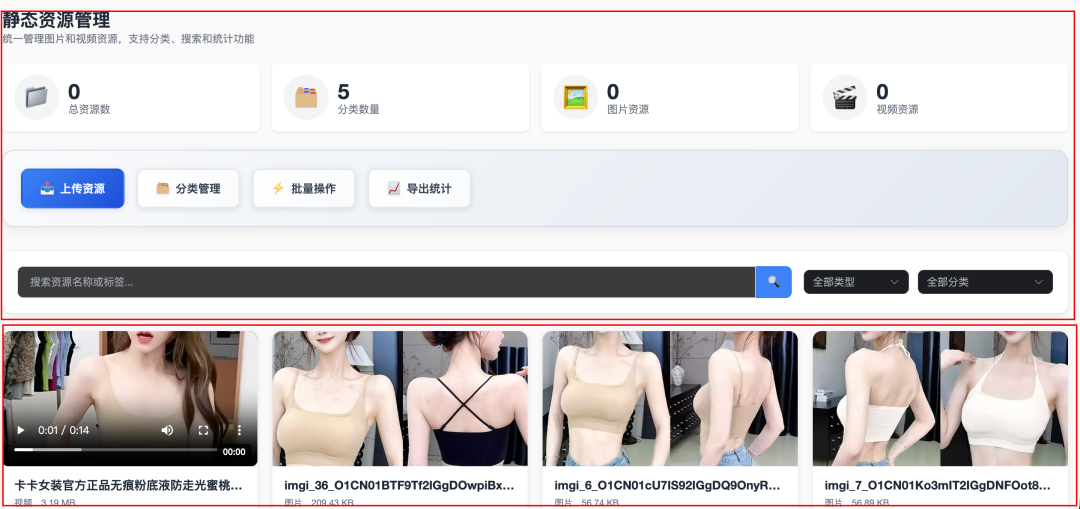 静态资源管理
统一管理图片和视频资源，支持分类、搜索和统计功能
0
总资源数
5
分类数量
0
图片资源
0
视频资源
上传资源
分类管理
批量操作
导出统计
搜索资源名称或标签...
全部类型
全部分类
0:01 / 0:14
00:00
卡卡女装官方正品无痕粉底液防走光蜜桃...
视频 3.19 MB
imgi_36_O1CN01BTF9Tf2IGgDOwpiBx...
图片 209.43 KB
imgi_6_O1CN01cU7IS92IGgDQ9OnyR...
图片 56.74 KB
imgi_7_O1CN01Ko3mIT2IGgDNFOot8...
图片 56.89 KB